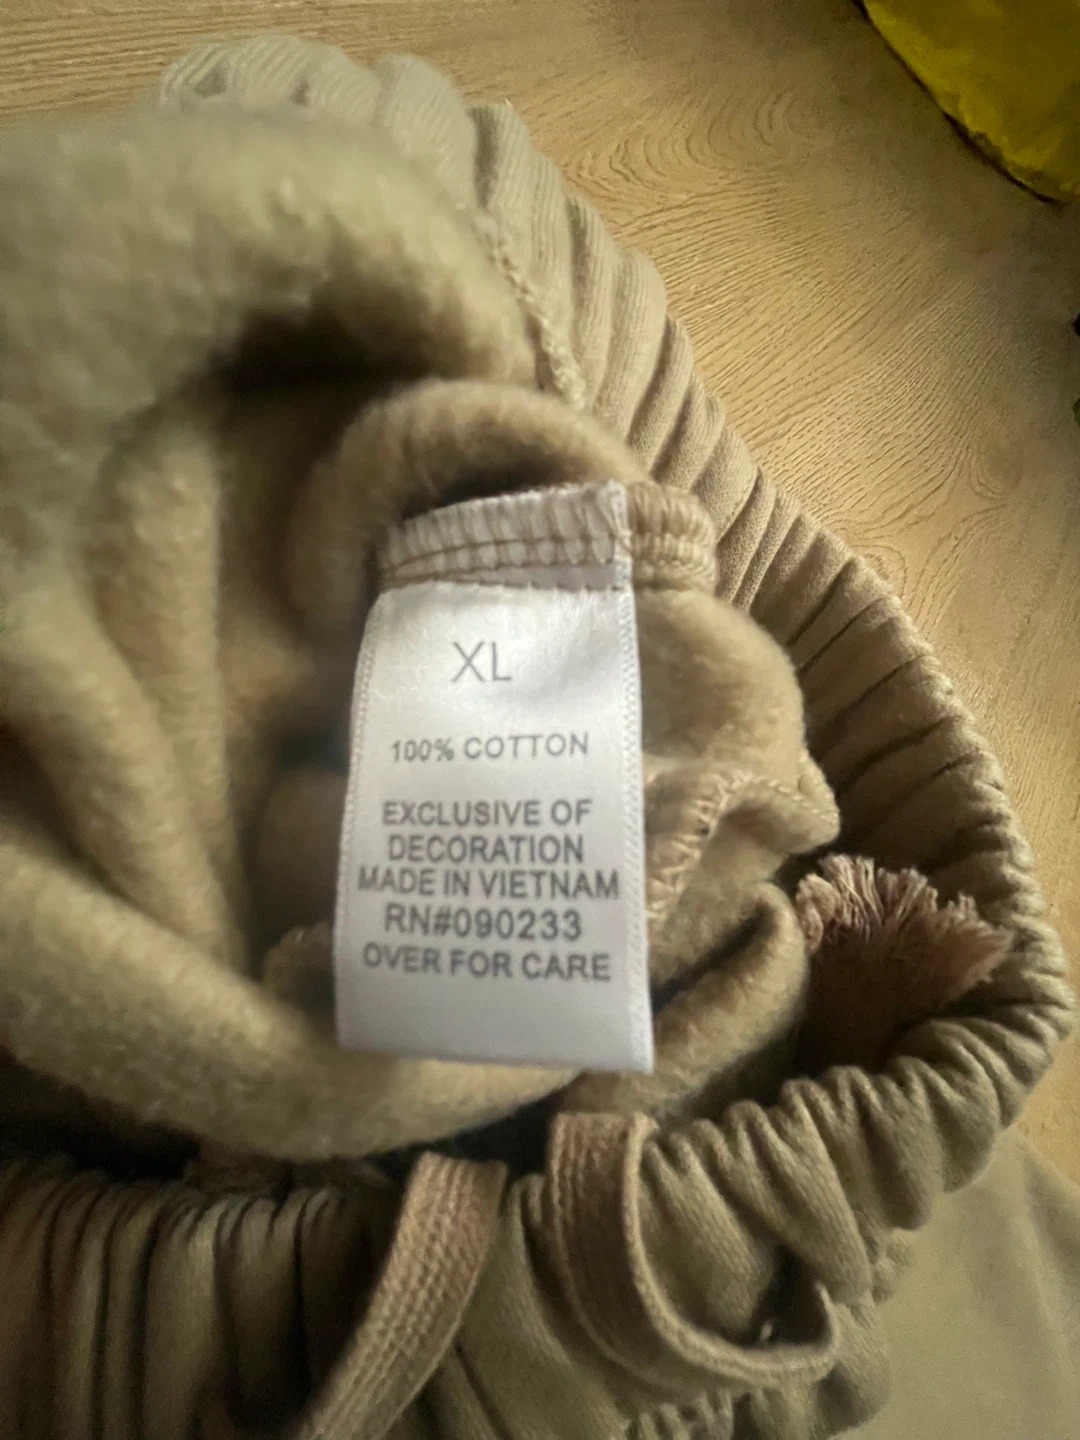 XL
100% COTTON
EXCLUSIVE OF
DECORATION
MADE IN VIETNAM
RN#090233
OVER FOR CARE